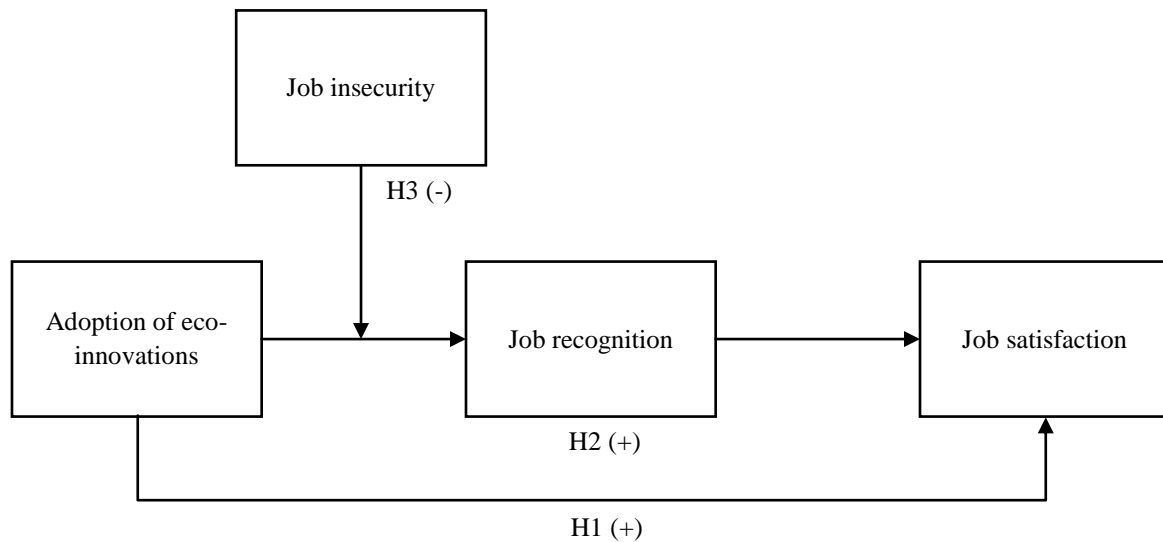 Job insecurity
H3 (-)
Adoption of eco-
innovations
Job recognition
Job satisfaction
H2 (+)
H1 (+)